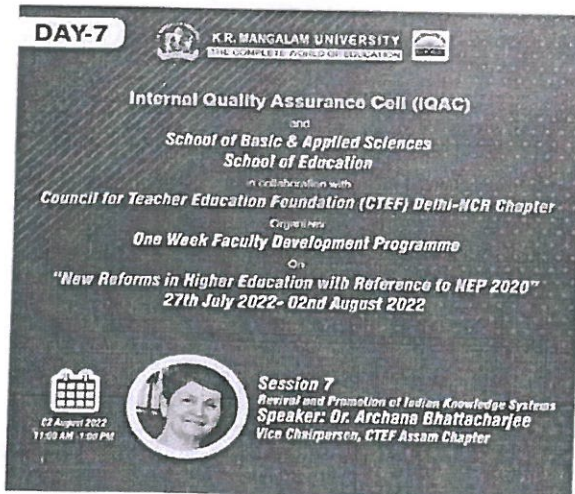 DAY-7
K.R. MANGALAM UNIVERSITY
THE COMPLETE WORLD OF EDUCATION
Internal Quality Assurance Cell (IQAC)
and
School of Basic & Applied Sciences
School of Education
in collaboration with
Council for Teacher Education Foundation (CTEF) Delhi-NCR Chapter
Organizes
One Week Faculty Development Programme
On
"New Reforms in Higher Education with Reference to NEP 2020"
27th July 2022- 02nd August 2022
Session 7
Revival and Promotion of Indian Knowledge Systems
Speaker: Dr. Archana Bhattacharjee
Vice Chairperson, CTEF Assam Chapter
02 August 2022
11:00 AM -1:00 PM